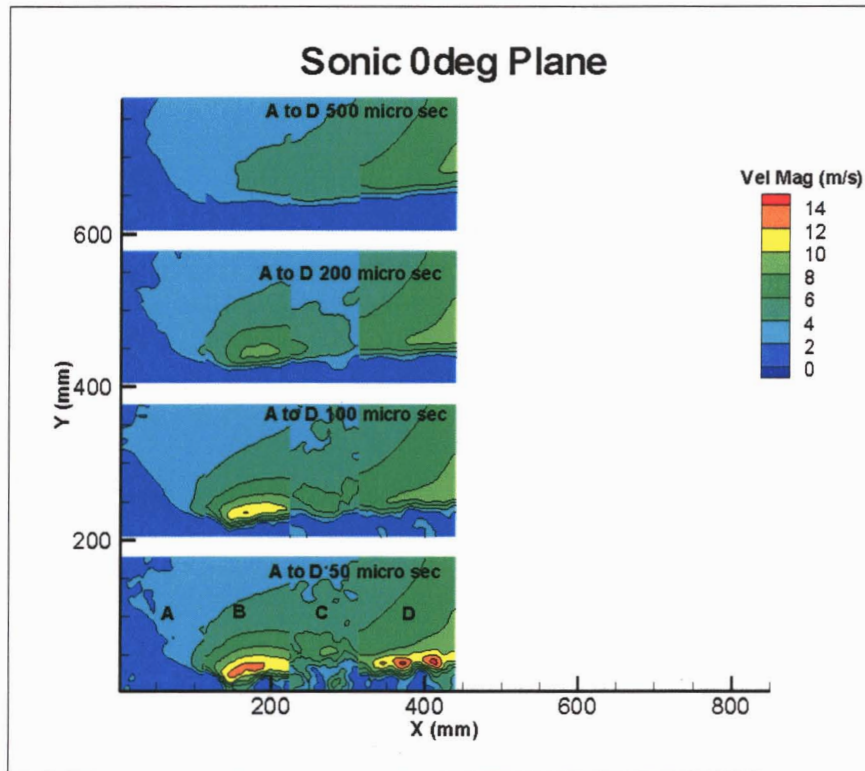 Sonic 0deg Plane
A to D 500 micro sec
Vel Mag (m/s)
14
12
10
8
6
4
2
0
600
A to D 200 micro sec
400
Y (mm)
A to D 100 micro sec
200
A to D 50 micro sec
A B C D
200 400 600 800
X (mm)